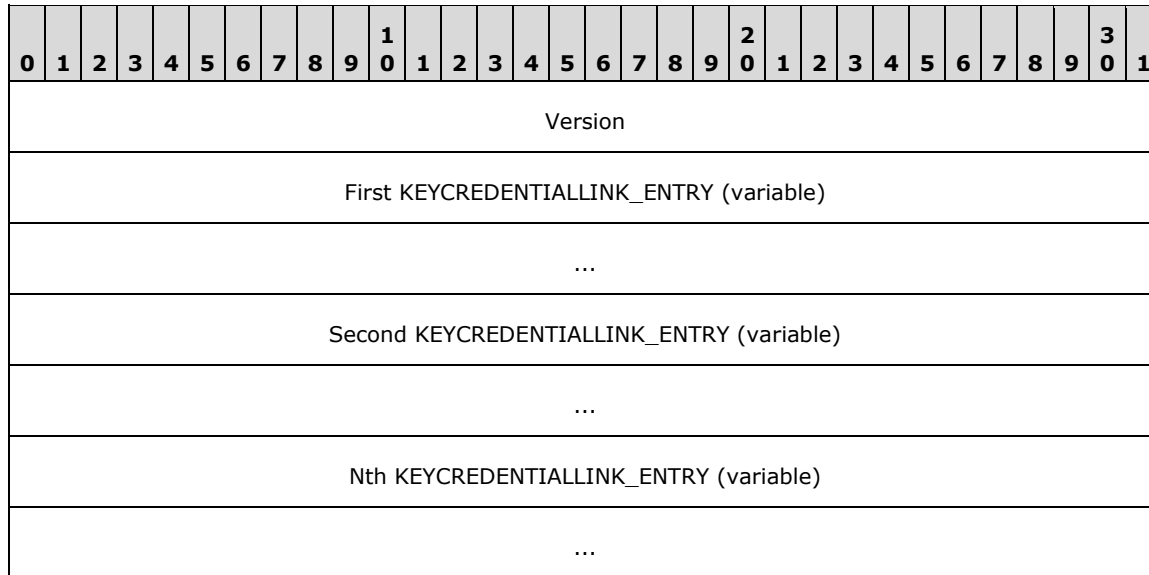 0 1 2 3 4 5 6 7 8 9 1 0 1 2 3 4 5 6 7 8 9 2 0 1 2 3 4 5 6 7 8 9 3 0 1
Version
First KEYCREDENTIALLINK_ENTRY (variable)
...
Second KEYCREDENTIALLINK_ENTRY (variable)
...
Nth KEYCREDENTIALLINK_ENTRY (variable)
...